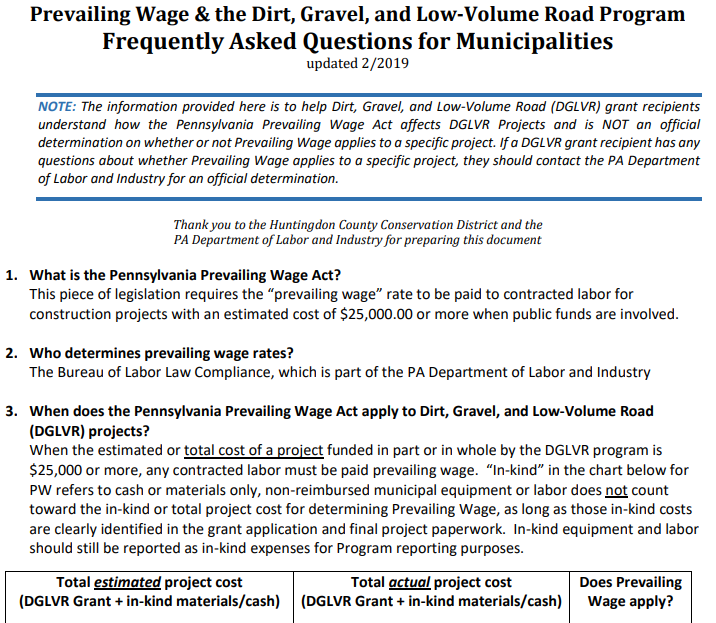 Prevailing Wage & the Dirt, Gravel, and Low-Volume Road Program
Frequently Asked Questions for Municipalities
updated 2/2019
NOTE: The information provided here is to help Dirt, Gravel, and Low-Volume Road (DGLVR) grant recipients
understand how the Pennsylvania Prevailing Wage Act affects DGLVR Projects and is NOT an official
determination on whether or not Prevailing Wage applies to a specific project. If a DGLVR grant recipient has any
questions about whether Prevailing Wage applies to a specific project, they should contact the PA Department
of Labor and Industry for an official determination.
Thank you to the Huntingdon County Conservation District and the
PA Department of Labor and Industry for preparing this document
1. What is the Pennsylvania Prevailing Wage Act?
This piece of legislation requires the “prevailing wage” rate to be paid to contracted labor for
construction projects with an estimated cost of $25,000.00 or more when public funds are involved.
2. Who determines prevailing wage rates?
The Bureau of Labor Law Compliance, which is part of the PA Department of Labor and Industry
3. When does the Pennsylvania Prevailing Wage Act apply to Dirt, Gravel, and Low-Volume Road
(DGLVR) projects?
When the estimated or total cost of a project funded in part or in whole by the DGLVR program is
$25,000 or more, any contracted labor must be paid prevailing wage. “In-kind” in the chart below for
PW refers to cash or materials only, non-reimbursed municipal equipment or labor does not count
toward the in-kind or total project cost for determining Prevailing Wage, as long as those in-kind costs
are clearly identified in the grant application and final project paperwork. In-kind equipment and labor
should still be reported as in-kind expenses for Program reporting purposes.
Total estimated project cost
(DGLVR Grant + in-kind materials/cash)
Total actual project cost
(DGLVR Grant + in-kind materials/cash)
Does Prevailing
Wage apply?